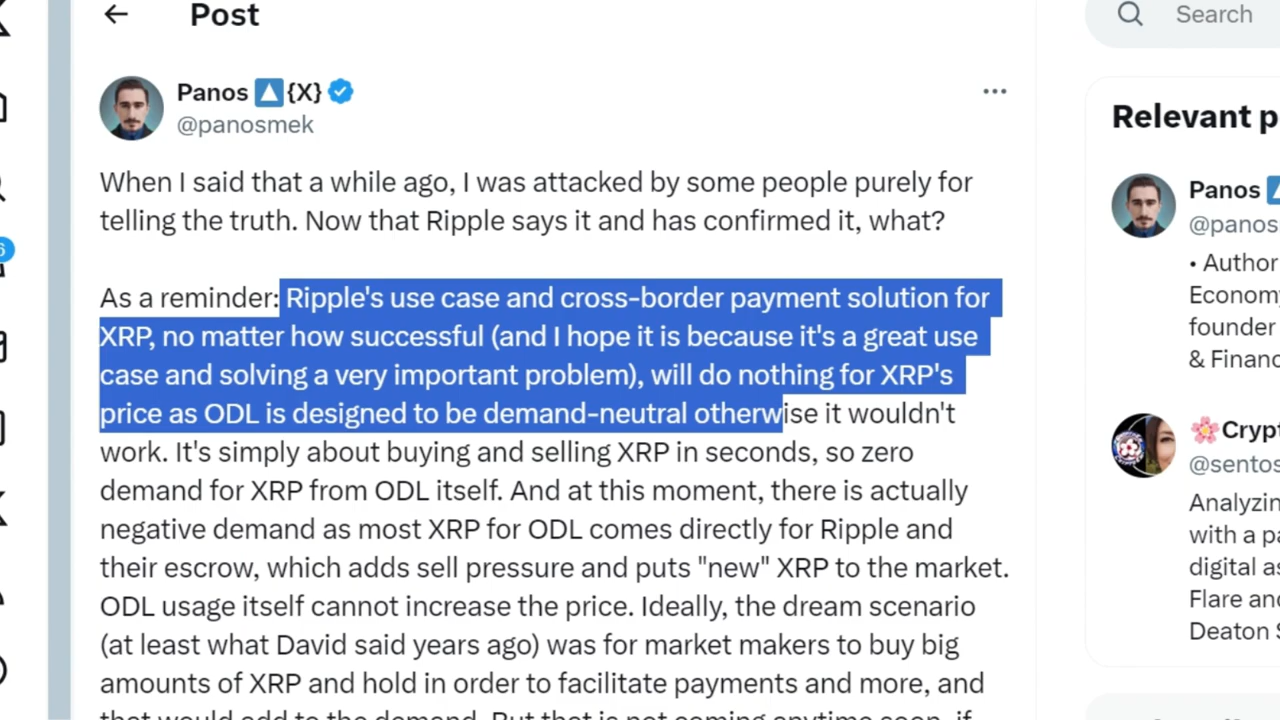 Post
Search
Panos {X}
@panosmek
When I said that a while ago, I was attacked by some people purely for
telling the truth. Now that Ripple says it and has confirmed it, what?
As a reminder: Ripple's use case and cross-border payment solution for
XRP, no matter how successful (and I hope it is because it's a great use
case and solving a very important problem), will do nothing for XRP's
price as ODL is designed to be demand-neutral otherwise it wouldn't
work. It's simply about buying and selling XRP in seconds, so zero
demand for XRP from ODL itself. And at this moment, there is actually
negative demand as most XRP for ODL comes directly for Ripple and
their escrow, which adds sell pressure and puts "new" XRP to the market.
ODL usage itself cannot increase the price. Ideally, the dream scenario
(at least what David said years ago) was for market makers to buy big
amounts of XRP and hold in order to facilitate payments and more, and
that would add to the demand. But that is not coming anytime soon, if
Relevant p
Panos
@panos
• Author
Economy
founder
& Financ
🌸Crypt
@sentos
Analyzin
with a pa
digital as
Flare and
Deaton S